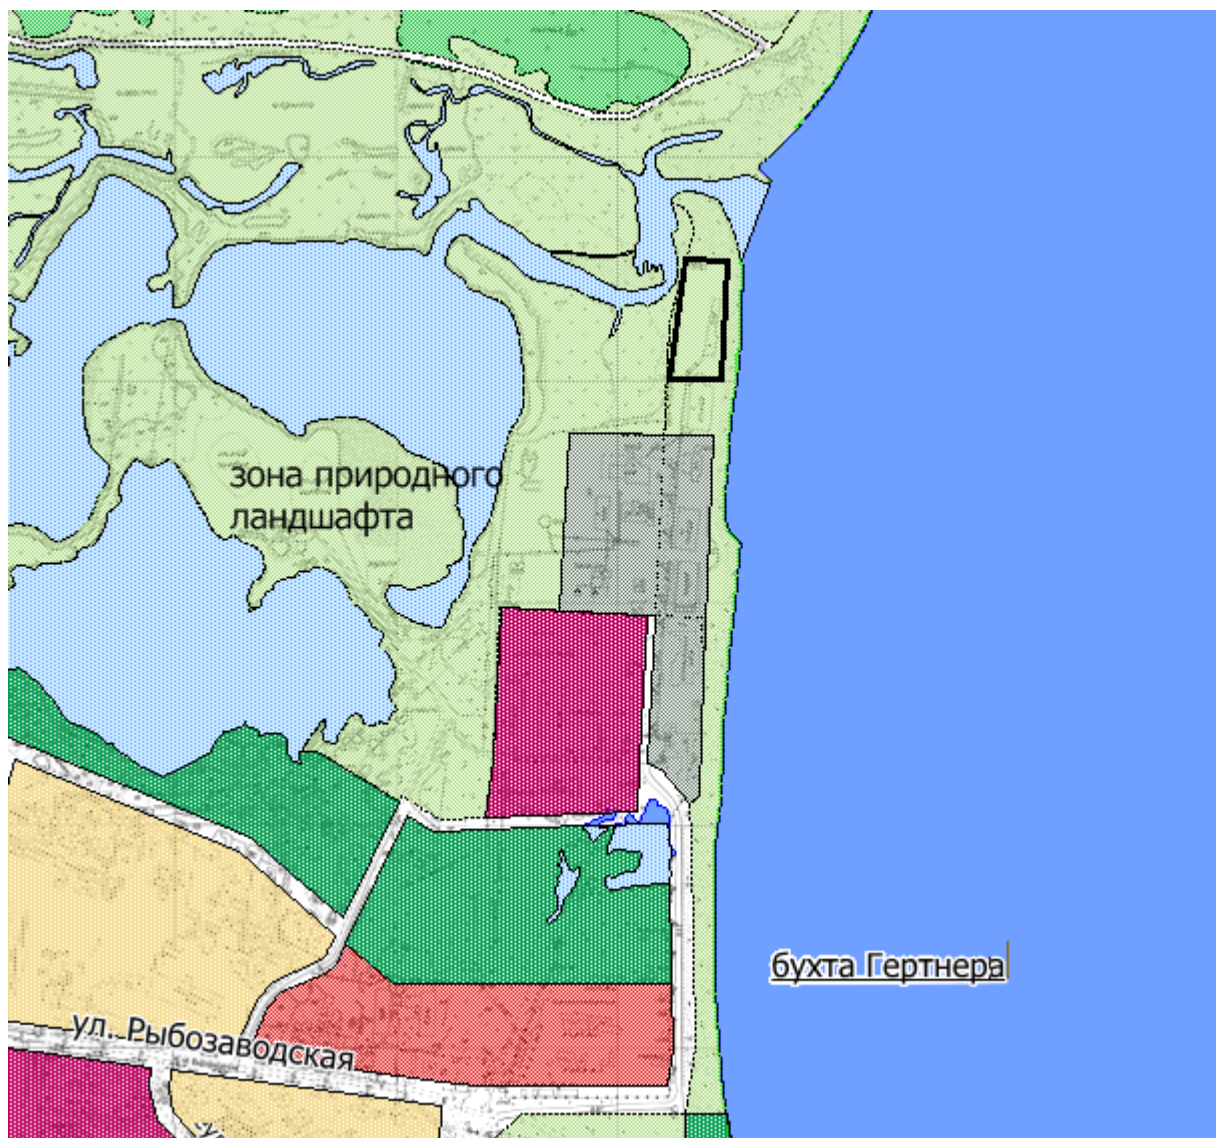 зона природного
ландшафта
бухта Гертнера
ул. Рыбозаводская